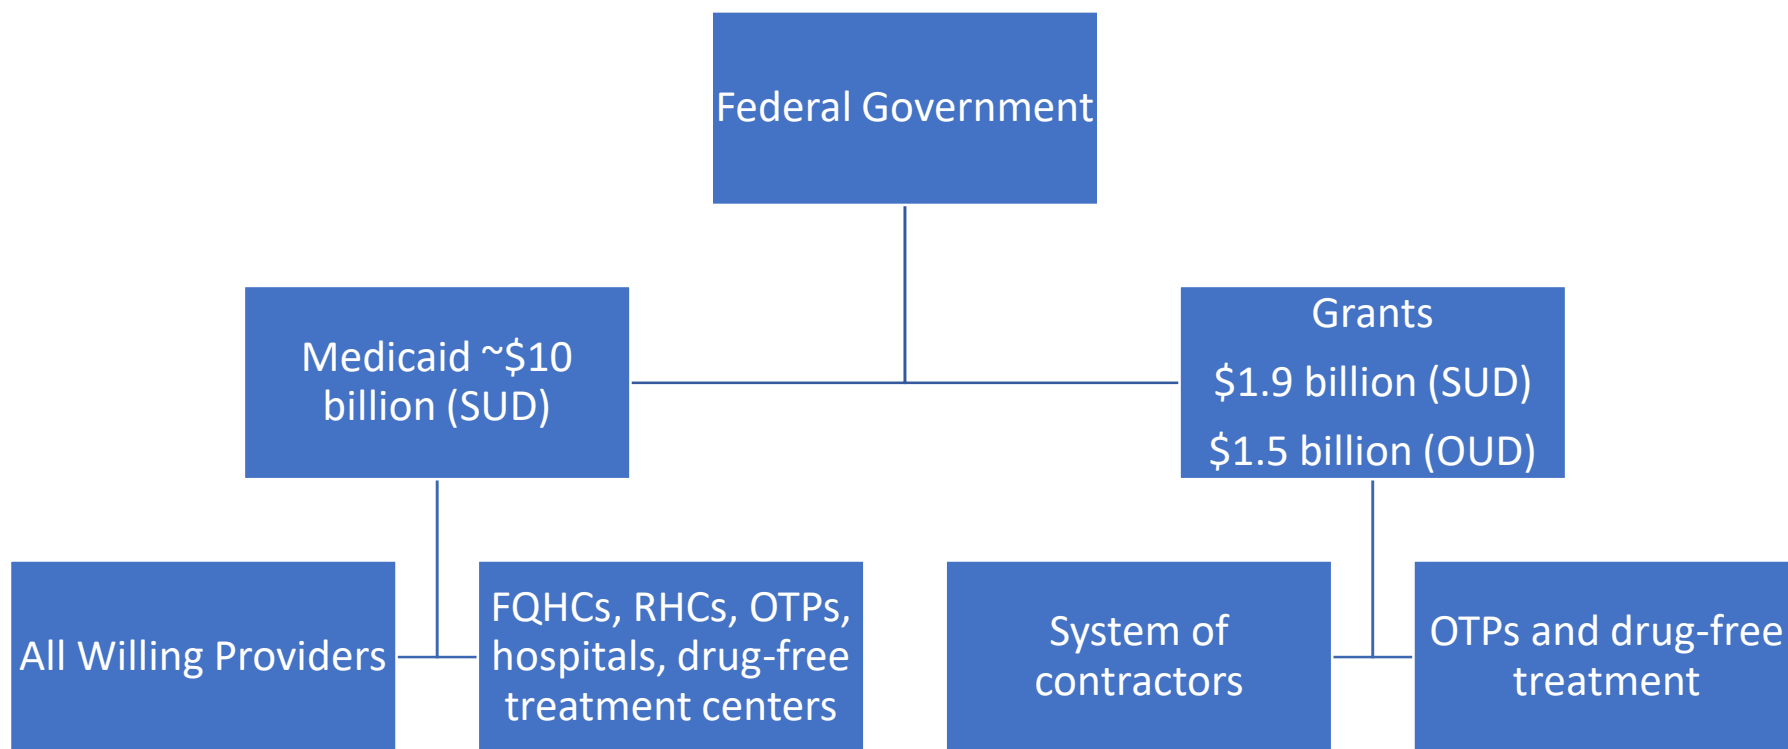 Federal Government
Medicaid ~$10
billion (SUD)
Grants
$1.9 billion (SUD)
$1.5 billion (OUD)
All Willing Providers
FQHCs, RHCs, OTPs,
hospitals, drug-free
treatment centers
System of
contractors
OTPs and drug-free
treatment